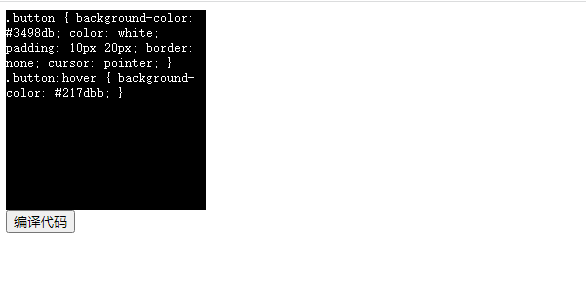 .button { background-color:
#3498db; color: white;
padding: 10px 20px; border:
none; cursor: pointer; }
.button:hover { background-
color: #217dbb; }
编译代码